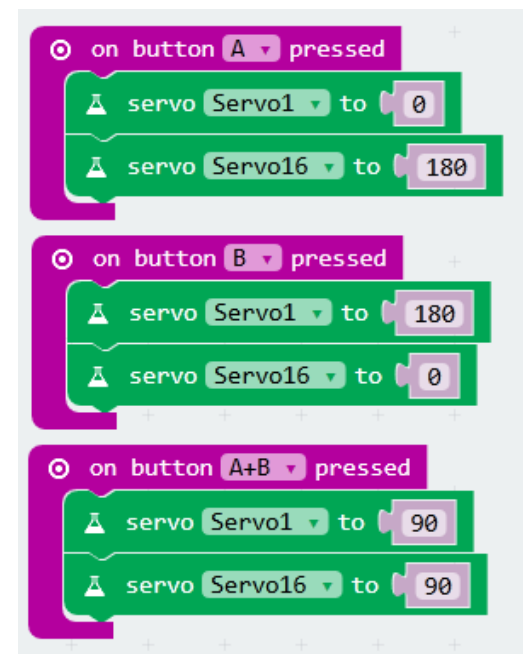 on button A pressed
servo Servo1 to 0
servo Servo16 to 180
on button B pressed
servo Servo1 to 180
servo Servo16 to 0
on button A+B pressed
servo Servo1 to 90
servo Servo16 to 90